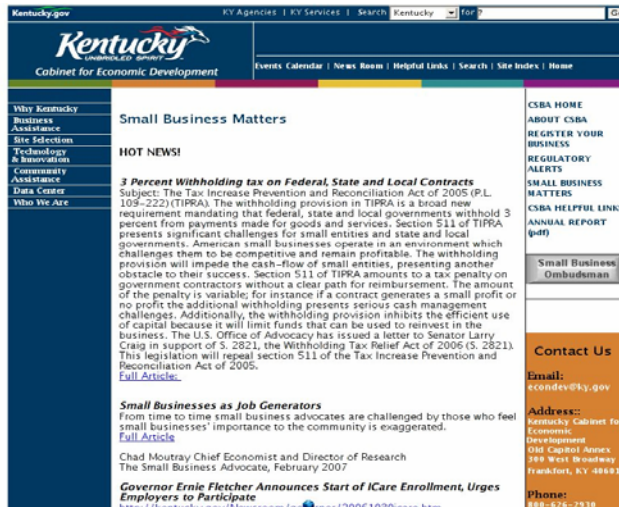 Kentucky.gov
KY Agencies | KY Services | Search Kentucky for ?
Kentucky
UNBRIDLED SPIRIT
Cabinet for Economic Development
Events Calendar | News Room | Helpful Links | Search | Site Index | Home
Why Kentucky
Business
Assistance
Site Selection
Technology
& Innovation
Community
Assistance
Data Center
Who We Are
Small Business Matters
HOT NEWS!
3 Percent Withholding tax on Federal, State and Local Contracts
Subject: The Tax Increase Prevention and Reconciliation Act of 2005 (P.L.
109-222) (TIPRA). The withholding provision in TIPRA is a broad new
requirement mandating that federal, state and local governments withhold 3
percent from payments made for goods and services. Section 511 of TIPRA
presents significant challenges for small entities and state and local
governments. American small businesses operate in an environment which
challenges them to be competitive and remain profitable. The withholding
provision will impede the cash-flow of small entities, presenting another
obstacle to their success. Section 511 of TIPRA amounts to a tax penalty on
government contractors without a clear path for reimbursement. The amount
of the penalty is variable; for instance if a contract generates a small profit or
no profit the additional withholding presents serious cash management
challenges. Additionally, the withholding provision inhibits the efficient use
of capital because it will limit funds that can be used to reinvest in the
business. The U.S. Office of Advocacy has issued a letter to Senator Larry
Craig in support of S. 2821, the Withholding Tax Relief Act of 2006 (S. 2821).
This legislation will repeal section 511 of the Tax Increase Prevention and
Reconciliation Act of 2005.
Full Article:
Small Businesses as Job Generators
From time to time small business advocates are challenged by those who feel
small businesses' importance to the community is exaggerated.
Full Article
Chad Moutray Chief Economist and Director of Research
The Small Business Advocate, February 2007
Governor Ernie Fletcher Announces Start of ICare Enrollment, Urges
Employers to Participate
CSBA HOME
ABOUT CSBA
REGISTER YOUR
BUSINESS
REGULATORY
ALERTS
SMALL BUSINESS
MATTERS
CSBA HELPFUL LINKS
ANNUAL REPORT
(pdf)
Small Business
Ombudsman
Contact Us
Email:
econdev@ky.gov
Address::
Kentucky Cabinet for
Economic
Development
Old Capitol Annex
300 West Broadway
Frankfort, KY 40601
Phone:
800-626-2930